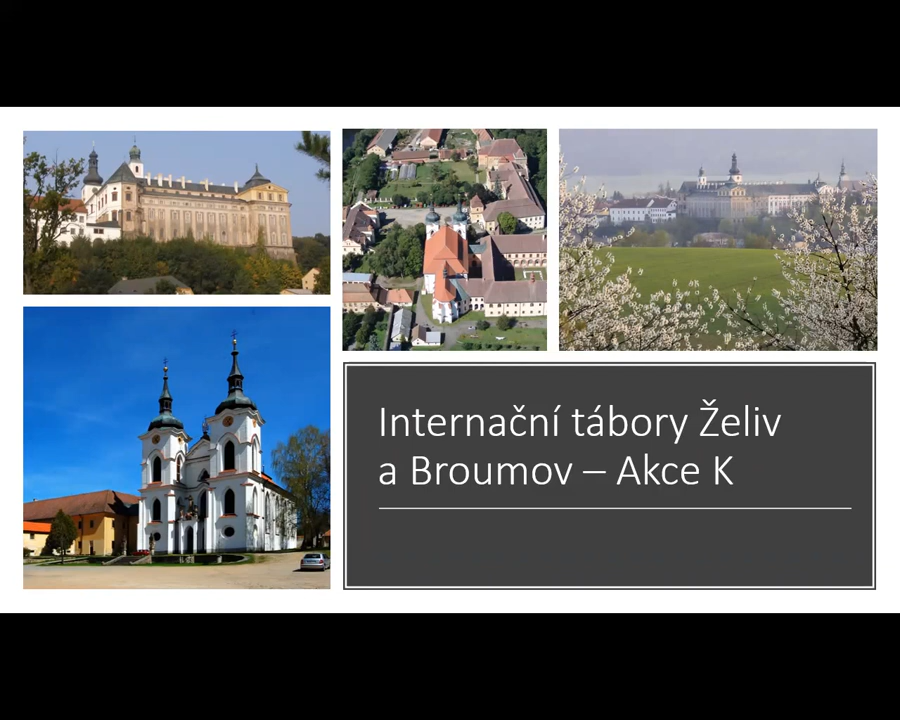 Internační tábory Želiv
a Broumov – Akce K